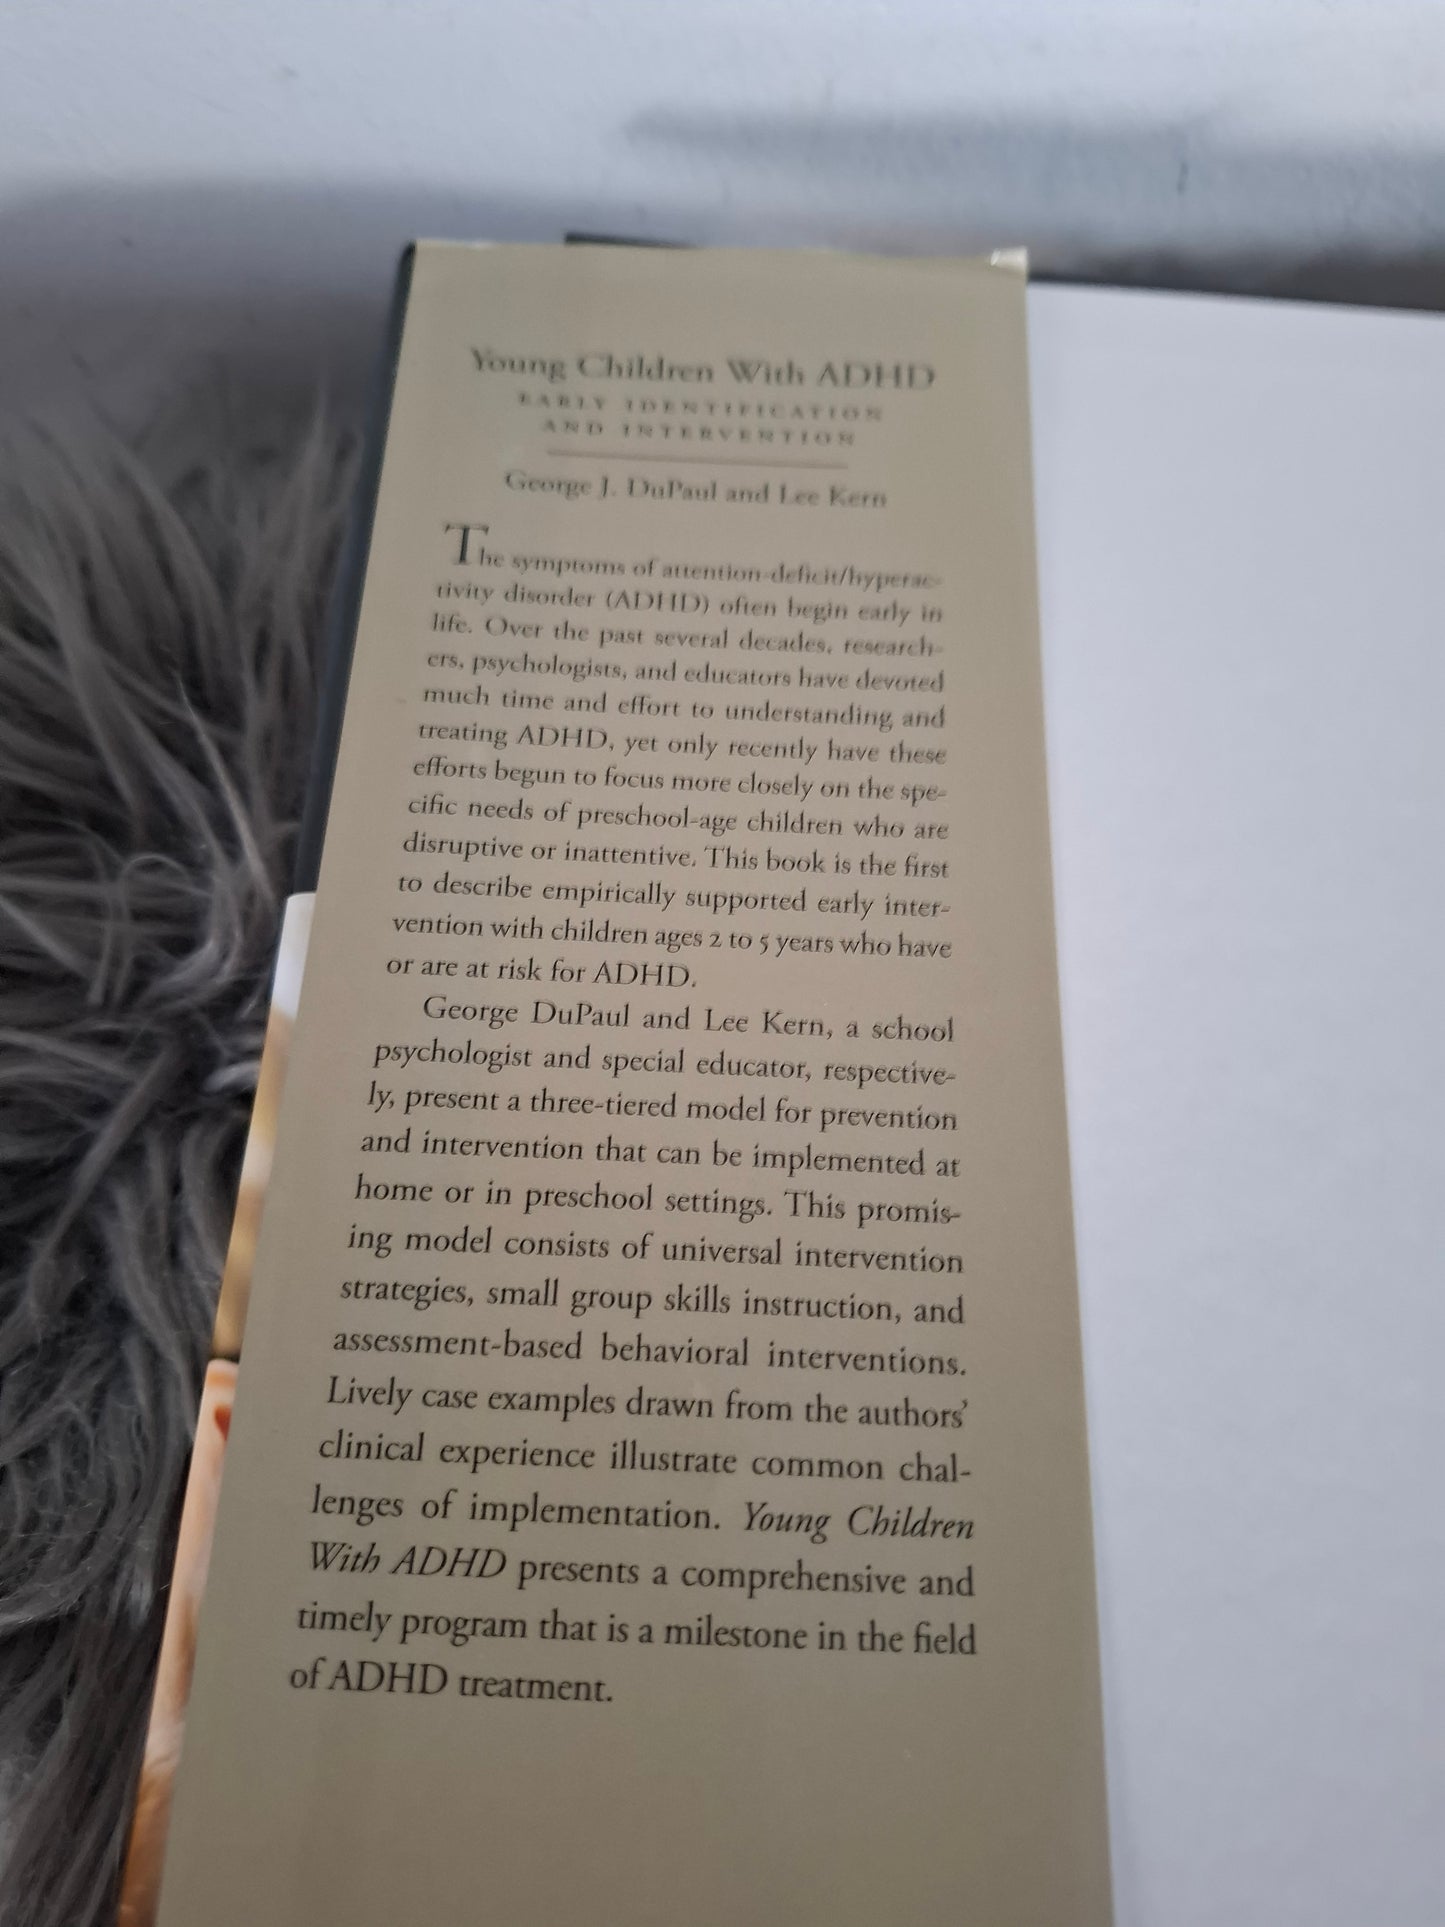 Young Children With ADHD
EARLY IDENTIFICATION
AND INTERVENTION
George J. DuPaul and Lee Kern
The symptoms of attention-deficit/hyperac-
tivity disorder (ADHD) often begin early in
life. Over the past several decades, research-
ers, psychologists, and educators have devoted
much time and effort to understanding and
treating ADHD, yet only recently have these
efforts begun to focus more closely on the spe-
cific needs of preschool-age children who are
disruptive or inattentive. This book is the first
to describe empirically supported early inter-
vention with children ages 2 to 5 years who have
or are at risk for ADHD.
George DuPaul and Lee Kern, a school
psychologist and special educator, respective-
ly, present a three-tiered model for prevention
and intervention that can be implemented at
home or in preschool settings. This promis-
ing model consists of universal intervention
strategies, small group skills instruction, and
assessment-based behavioral interventions.
Lively case examples drawn from the authors’
clinical experience illustrate common chal-
lenges of implementation. Young Children
With ADHD presents a comprehensive and
timely program that is a milestone in the field
of ADHD treatment.